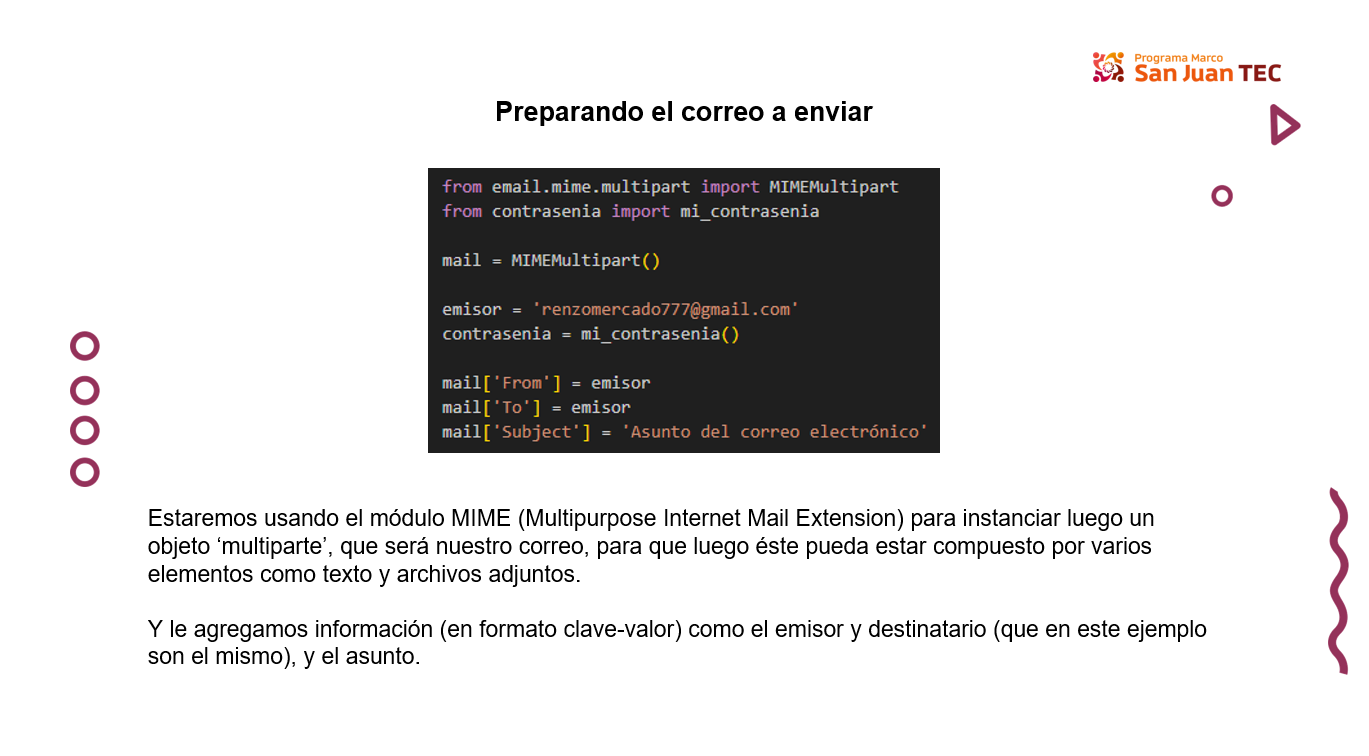 Programa Marco
San Juan TEC
Preparando el correo a enviar
from email.mime.multipart import MIMEMultipart
from contrasenia import mi_contrasenia
mail = MIMEMultipart()
emisor = 'renzomercado777@gmail.com'
contrasenia = mi_contrasenia()
mail['From'] = emisor
mail['To'] = emisor
mail['Subject'] = 'Asunto del correo electrónico'
Estaremos usando el módulo MIME (Multipurpose Internet Mail Extension) para instanciar luego un
objeto ‘multiparte’, que será nuestro correo, para que luego éste pueda estar compuesto por varios
elementos como texto y archivos adjuntos.
Y le agregamos información (en formato clave-valor) como el emisor y destinatario (que en este ejemplo
son el mismo), y el asunto.